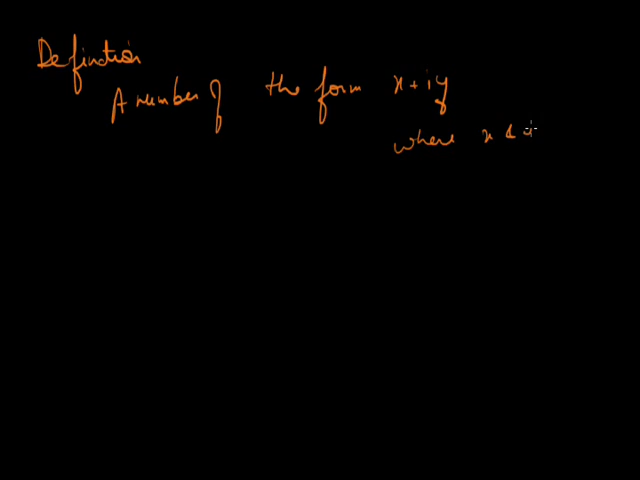 Definition
A number of the form x + iy
where x &